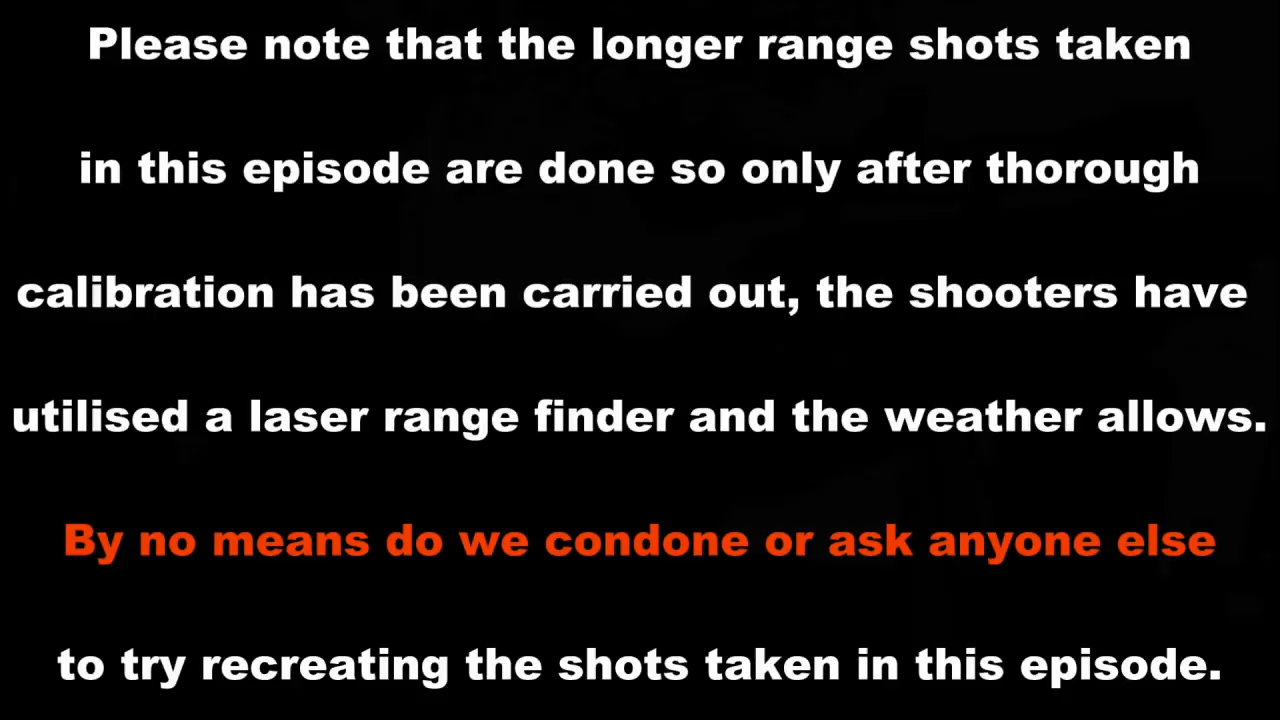 Please note that the longer range shots taken
in this episode are done so only after thorough
calibration has been carried out, the shooters have
utilised a laser range finder and the weather allows.
By no means do we condone or ask anyone else
to try recreating the shots taken in this episode.